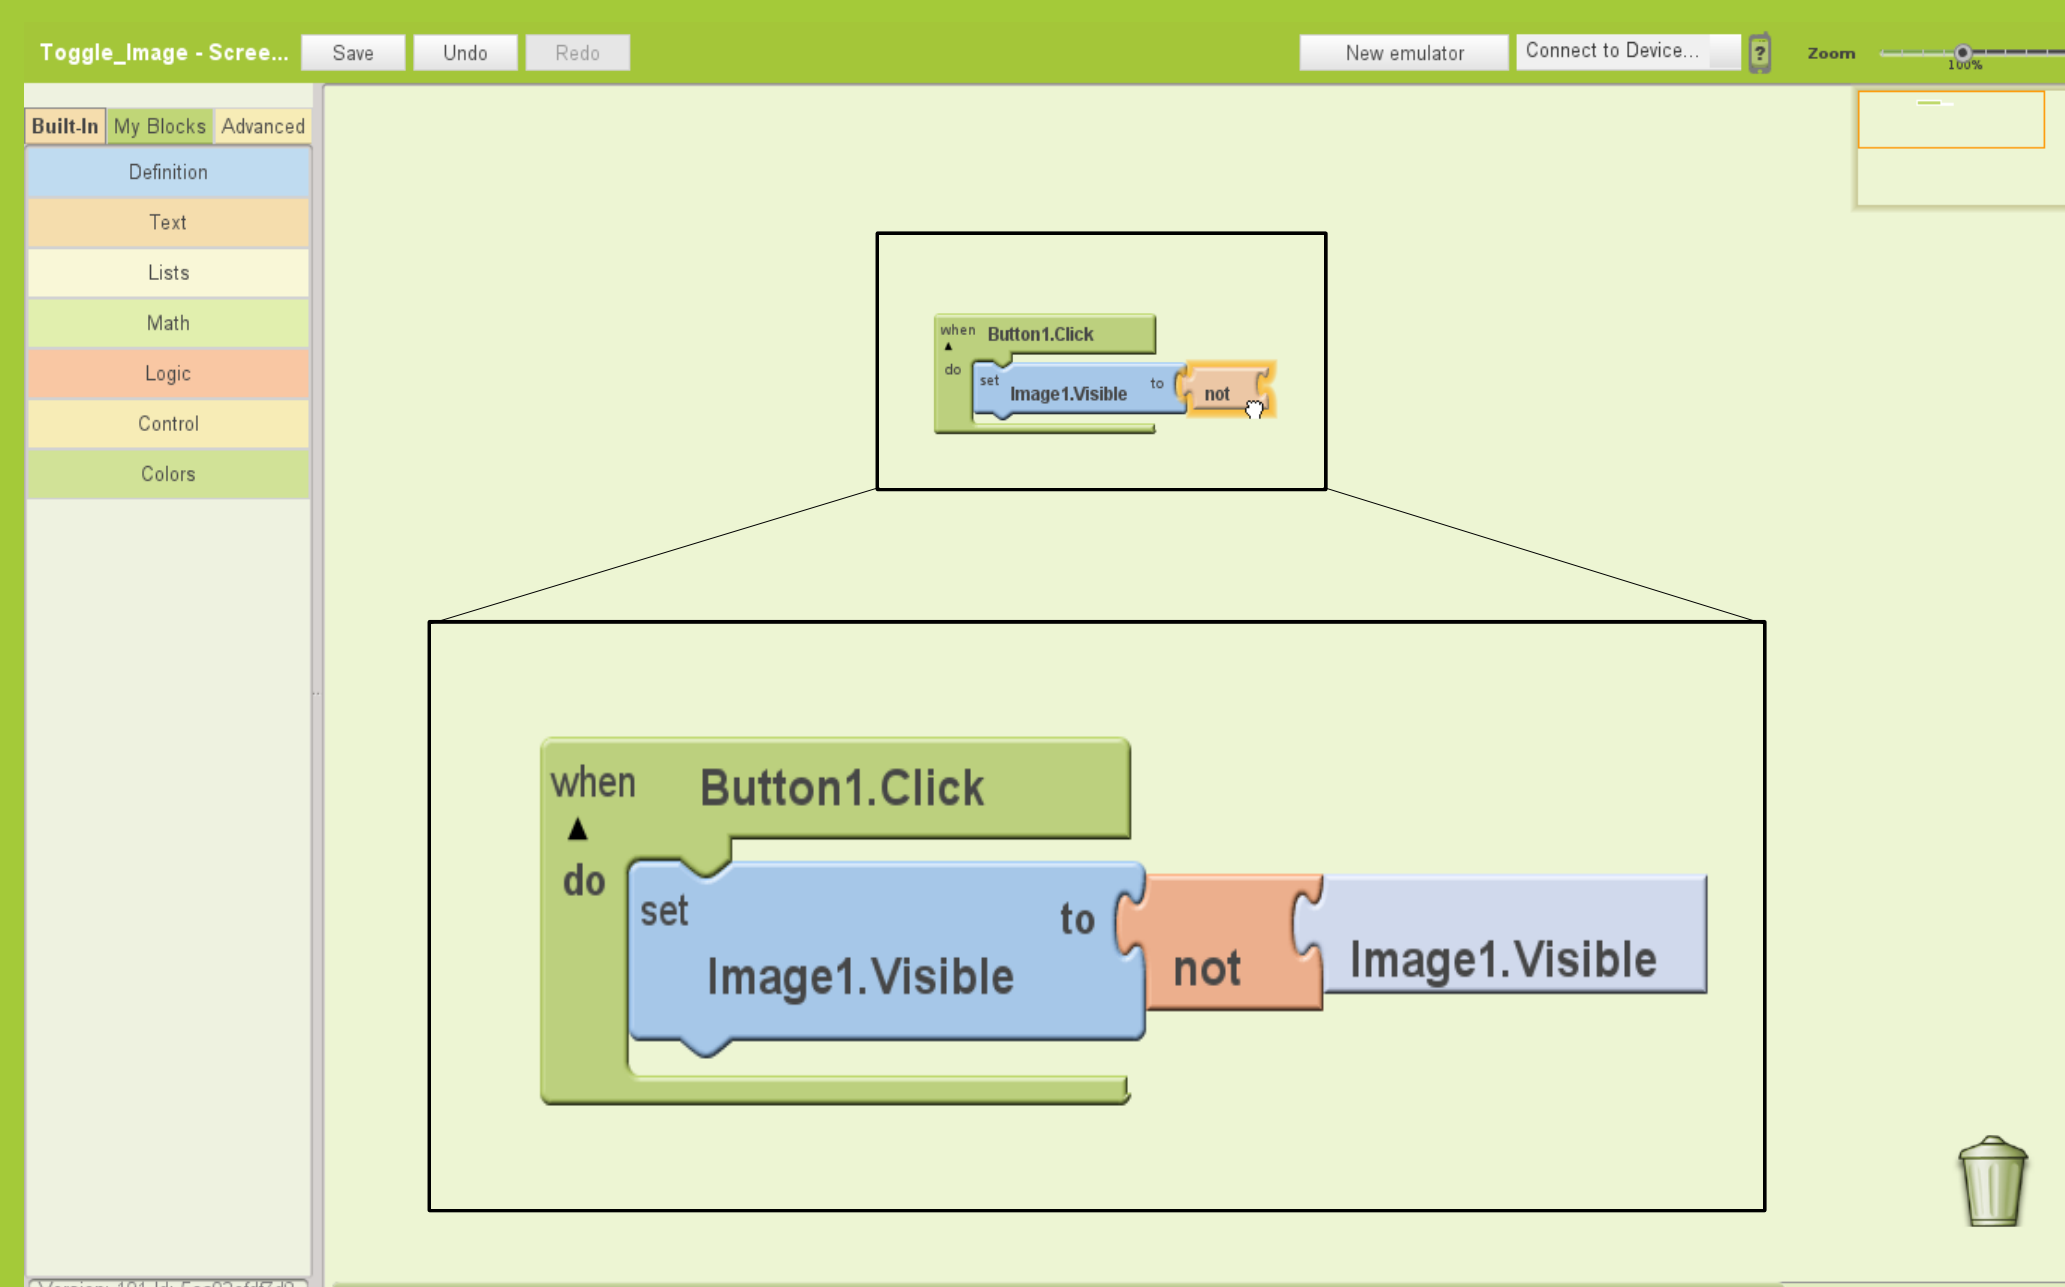 Toggle_Image - Scree... Save Undo Redo New emulator Connect to Device... ? Zoom
100%
Built-In My Blocks Advanced
Definition
Text
Lists
Math
Logic
Control
Colors
when Button1.Click
do set Image1.Visible to not
when Button1.Click
do set Image1.Visible to not Image1.Visible